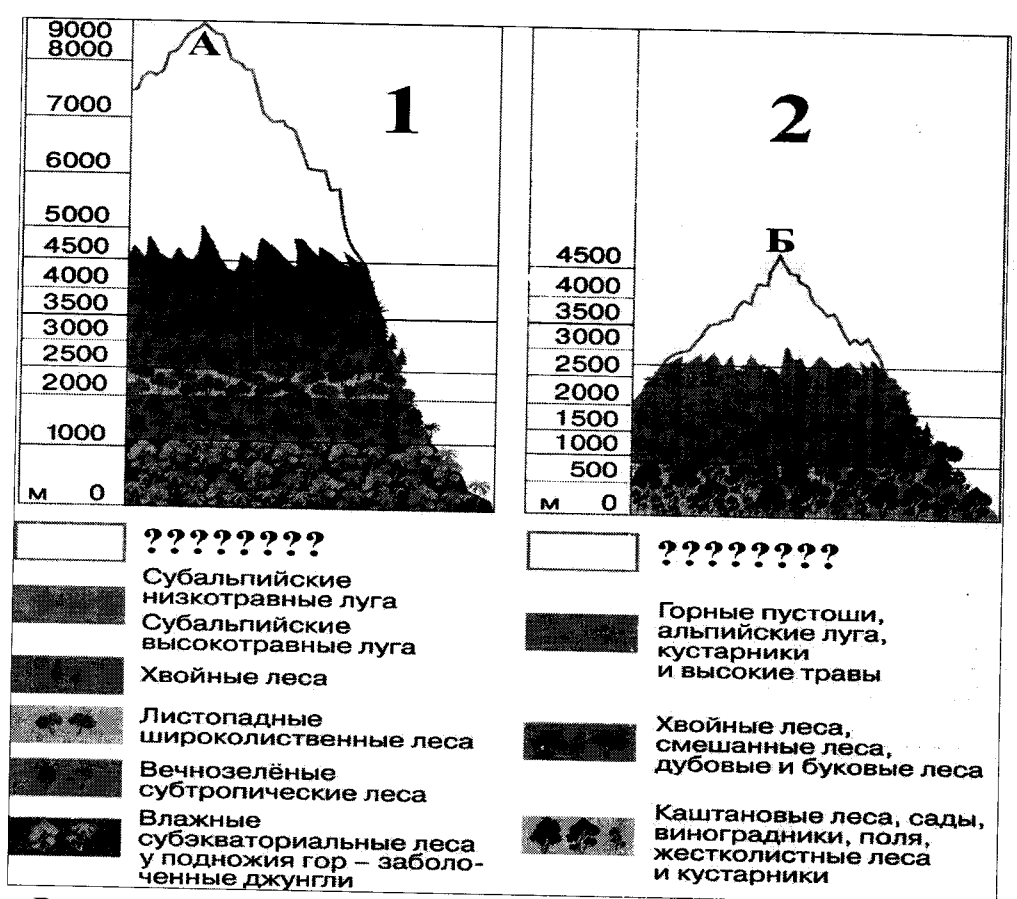 9000
8000
7000
6000
5000
4500
4000
3500
3000
2500
2000
1000
м 0
А
1
4500
4000
3500
3000
2500
2000
1500
1000
500
м 0
Б
2
????????
Субальпийские
низкотравные луга
Субальпийские
высокотравные луга
Хвойные леса
Листопадные
широколиственные леса
Вечнозелёные
субтропические леса
Влажные
субэкваториальные леса
у подножия гор – заболо-
ченные джунгли
????????
Горные пустоши,
альпийские луга,
кустарники
и высокие травы
Хвойные леса,
смешанные леса,
дубовые и буковые леса
Каштановые леса, сады,
виноградники, поля,
жестколистные леса
и кустарники